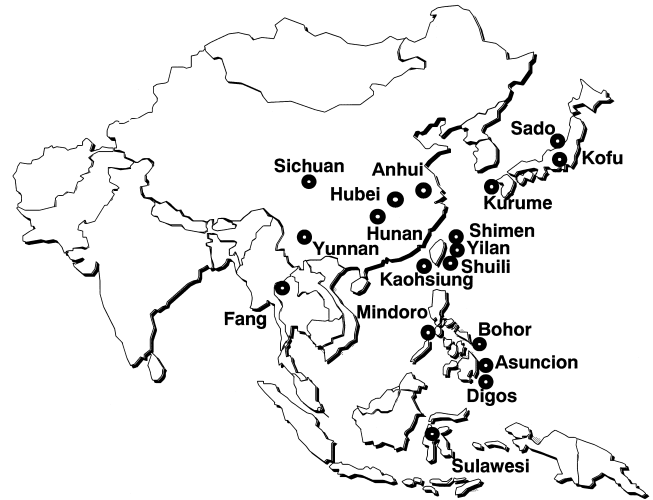 Sado
Kofu
Sichuan
Anhui
Hubei
Kurume
Hunan
Shimen
Yunnan
Yilan
Shuili
Kaohsiung
Fang
Mindoro
Bohor
Asuncion
Digos
Sulawesi